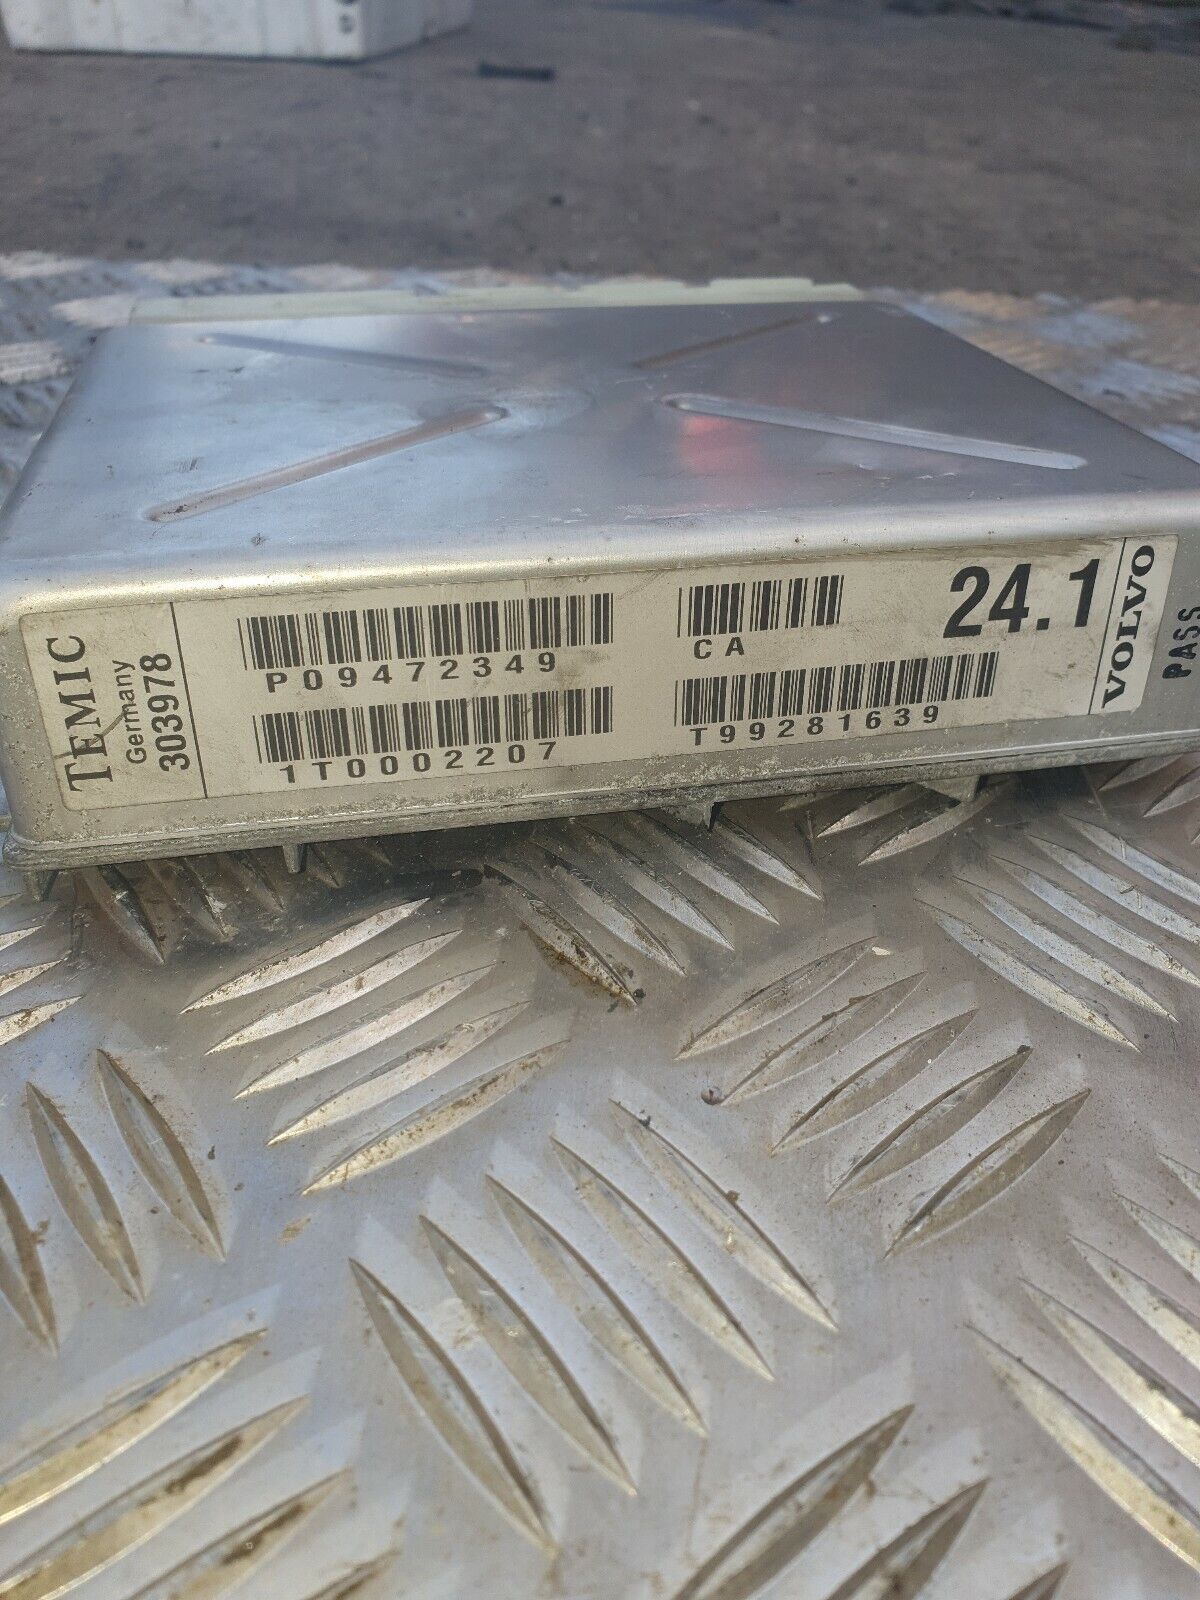 TEMIC
Germany
303978
P09472349
1T0002207
CA
T99281639
24.1
VOLVO
PASS